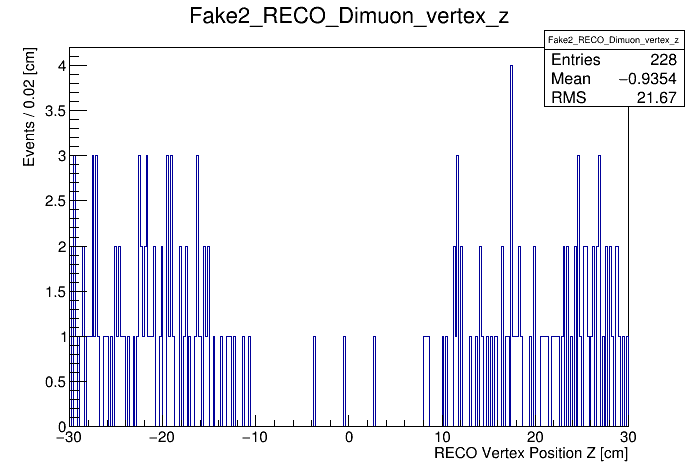 Fake2_RECO_Dimuon_vertex_z
Fake2_RECO_Dimuon_vertex_z
Entries 228
Mean −0.9354
RMS 21.67
Events / 0.02 [cm]
4
3.5
3
2.5
2
1.5
1
0.5
0
−30 −20 −10 0 10 20 30
RECO Vertex Position Z [cm]